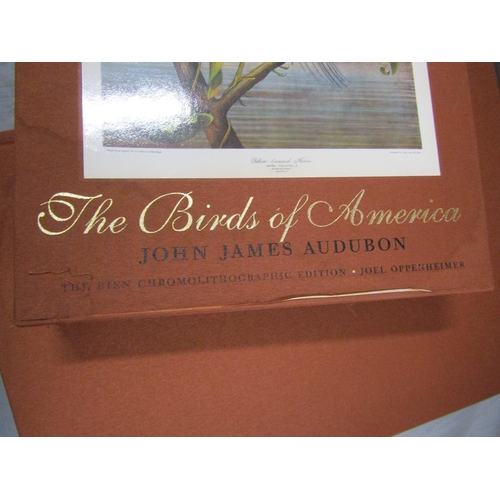 The Birds of America
JOHN JAMES AUDUBON
THE BIEN CHROMOLITHOGRAPHIC EDITION • JOEL OPPENHEIMER